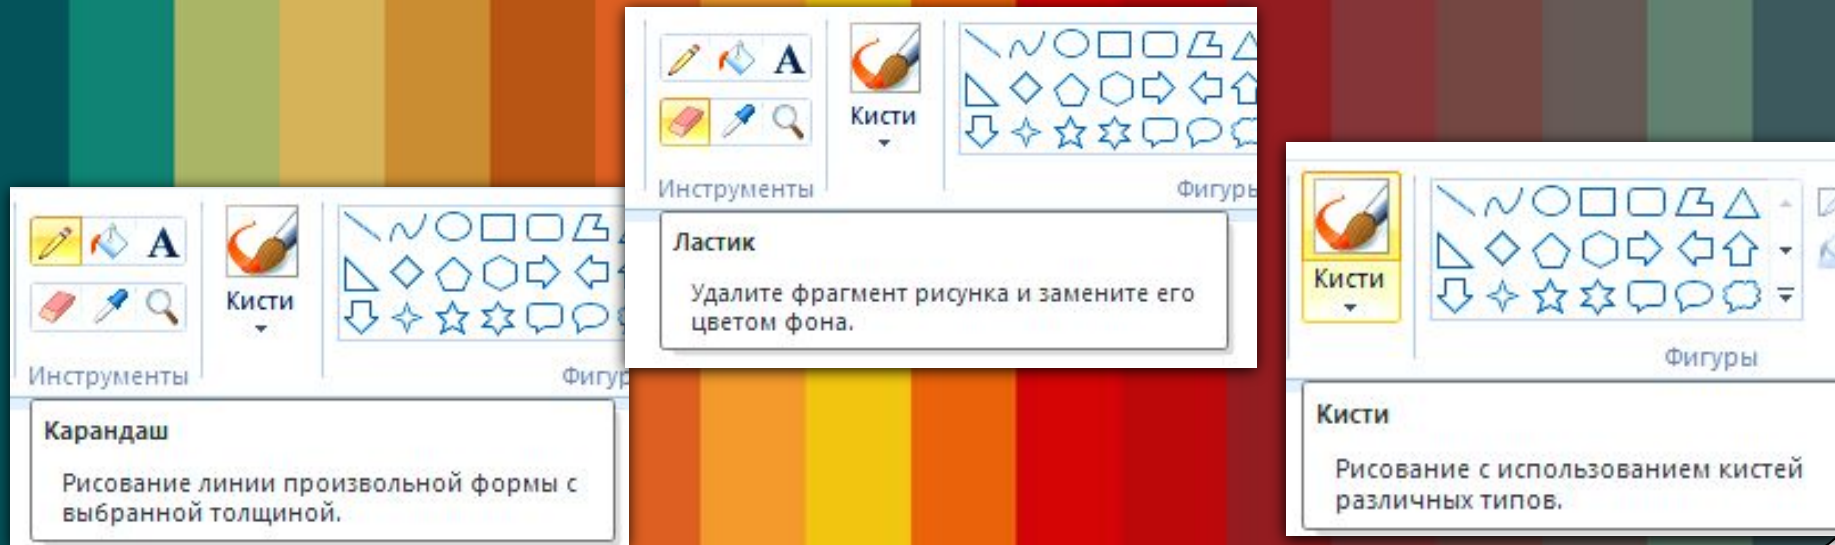 A
Кисти
Инструменты
Карандаш
Рисование линии произвольной формы с
выбранной толщиной.
A
Кисти
Инструменты
Ластик
Удалите фрагмент рисунка и замените его
цветом фона.
Кисти
Фигуры
Кисти
Рисование с использованием кистей
различных типов.